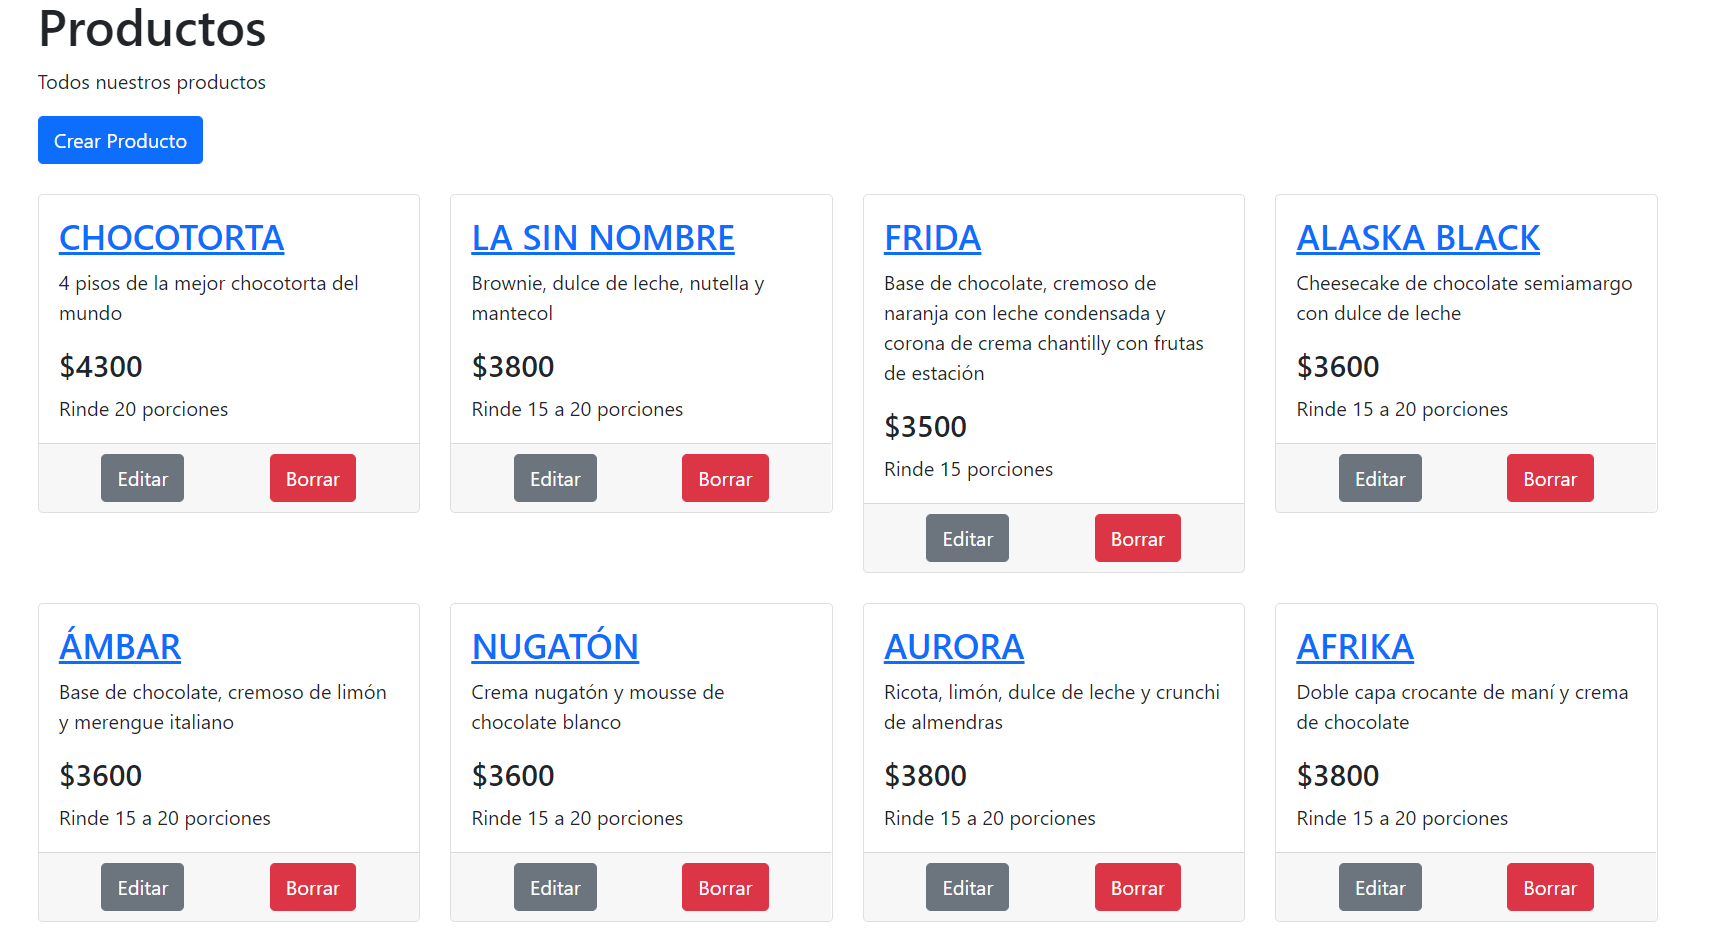 Productos
Todos nuestros productos
Crear Producto
CHOCOTORTA
4 pisos de la mejor chocotorta del
mundo
$4300
Rinde 20 porciones
Editar
Borrar
LA SIN NOMBRE
Brownie, dulce de leche, nutella y
mantecol
$3800
Rinde 15 a 20 porciones
Editar
Borrar
FRIDA
Base de chocolate, cremoso de
naranja con leche condensada y
corona de crema chantilly con frutas
de estación
$3500
Rinde 15 porciones
Editar
Borrar
ALASKA BLACK
Cheesecake de chocolate semiamargo
con dulce de leche
$3600
Rinde 15 a 20 porciones
Editar
Borrar
ÁMBAR
Base de chocolate, cremoso de limón
y merengue italiano
$3600
Rinde 15 a 20 porciones
Editar
Borrar
NUGATÓN
Crema nugatón y mousse de
chocolate blanco
$3600
Rinde 15 a 20 porciones
Editar
Borrar
AURORA
Ricota, limón, dulce de leche y crunchi
de almendras
$3800
Rinde 15 a 20 porciones
Editar
Borrar
AFRIKA
Doble capa crocante de maní y crema
de chocolate
$3800
Rinde 15 a 20 porciones
Editar
Borrar